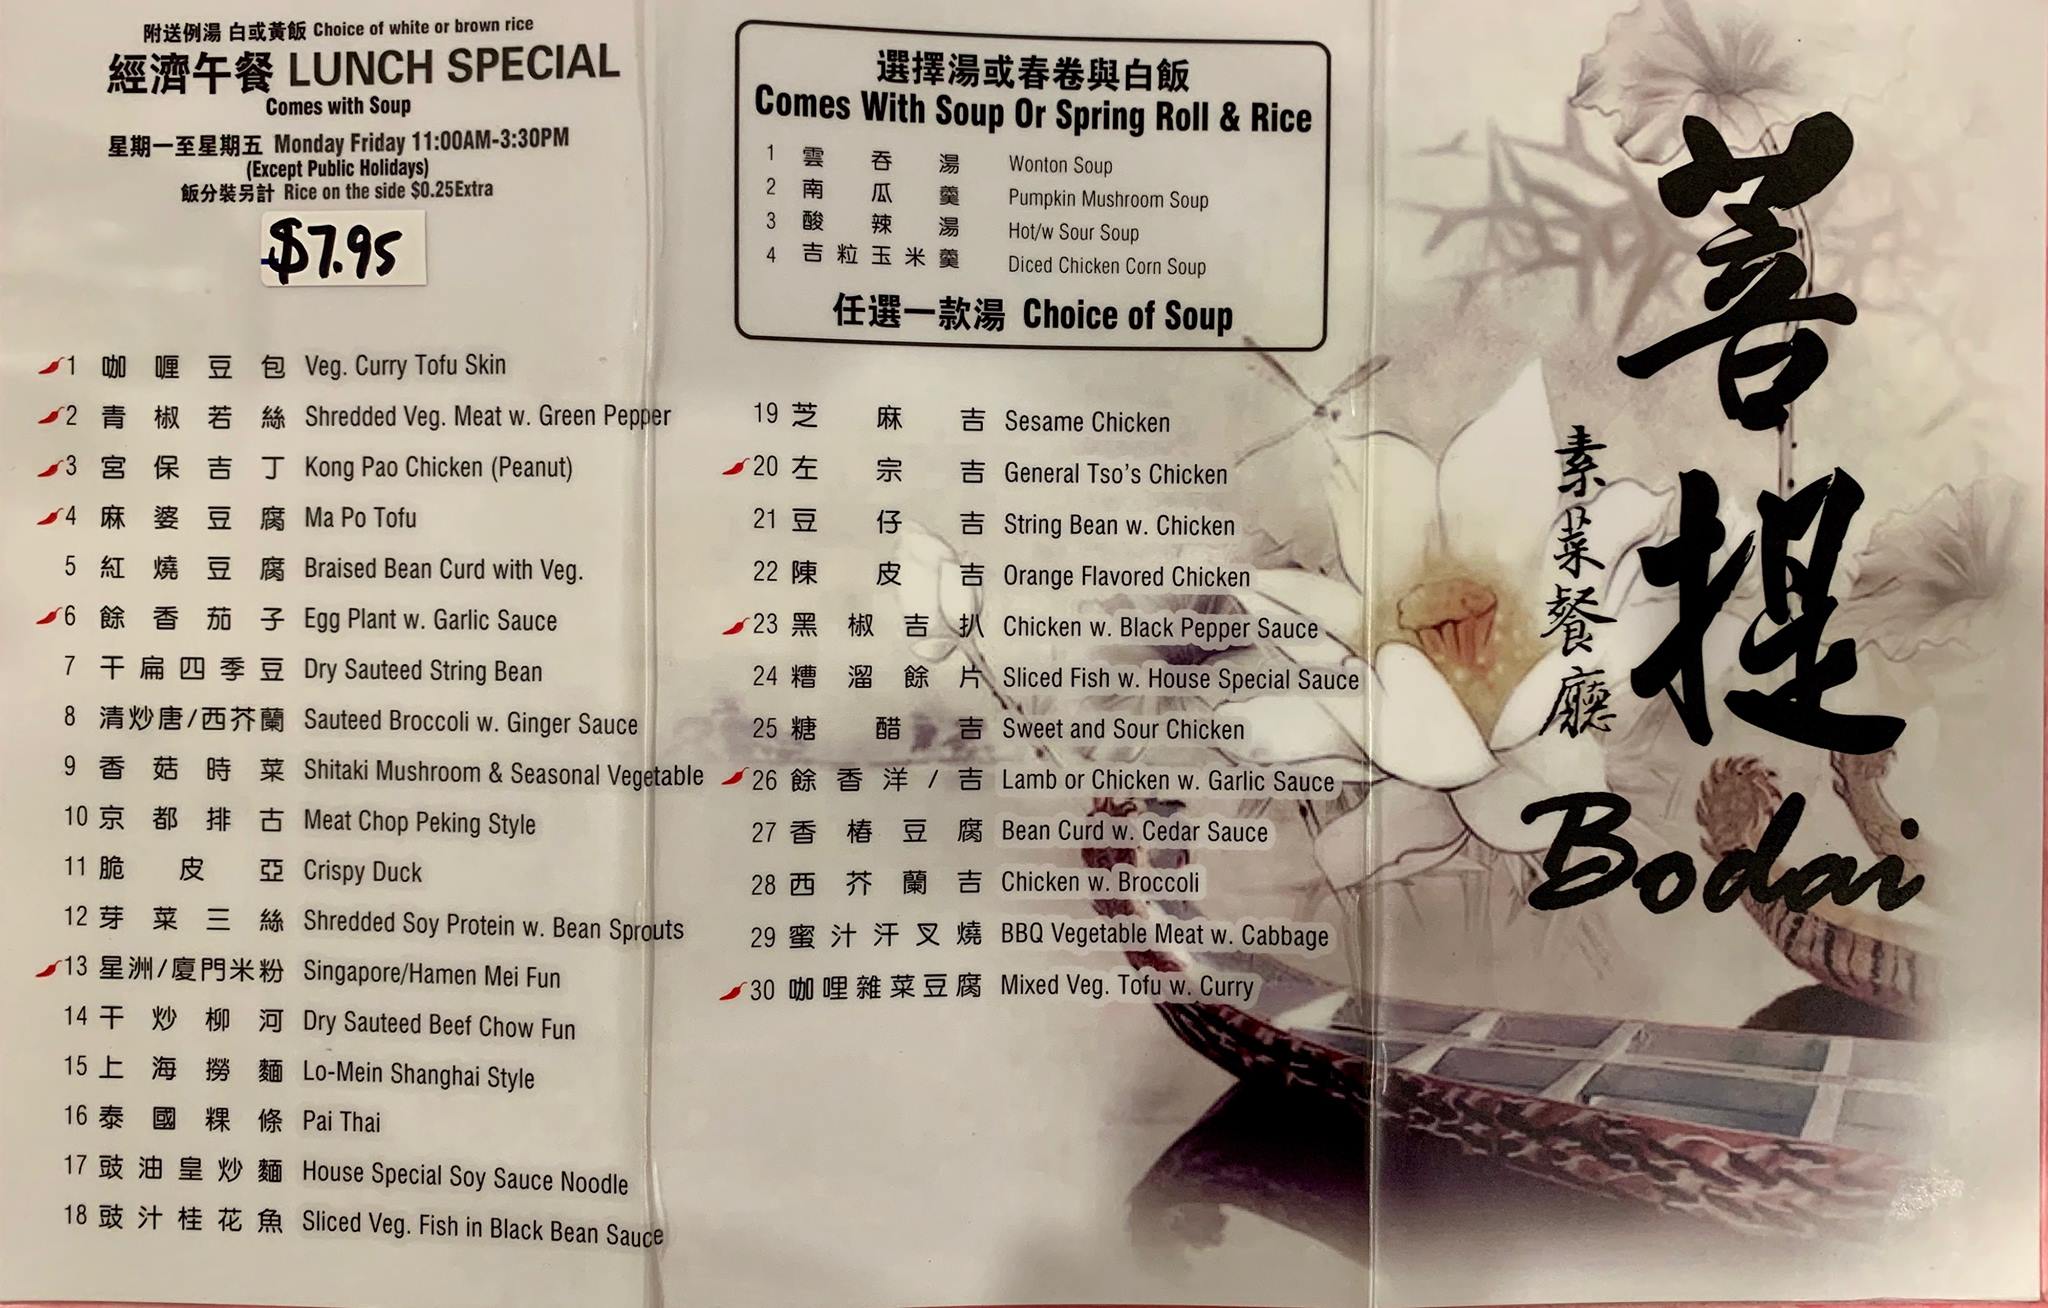 附送例湯 白或黃飯 Choice of white or brown rice
經濟午餐 LUNCH SPECIAL
Comes with Soup
星期一至星期五 Monday Friday 11:00AM-3:30PM
(Except Public Holidays)
飯分裝另計 Rice on the side $0.25Extra
$7.95
1 咖喱豆包 Veg. Curry Tofu Skin
2 青椒若絲 Shredded Veg. Meat w. Green Pepper
3 宮保吉丁 Kong Pao Chicken (Peanut)
4 麻婆豆腐 Ma Po Tofu
5 紅燒豆腐 Braised Bean Curd with Veg.
6 餘香茄子 Egg Plant w. Garlic Sauce
7 干扁四季豆 Dry Sauteed String Bean
8 清炒唐/西芥蘭 Sauteed Broccoli w. Ginger Sauce
9 香菇時菜 Shitaki Mushroom & Seasonal Vegetable
10 京都排古 Meat Chop Peking Style
11 脆皮亞 Crispy Duck
12 芽菜三絲 Shredded Soy Protein w. Bean Sprouts
13 星洲/廈門米粉 Singapore/Hamen Mei Fun
14 干炒柳河 Dry Sauteed Beef Chow Fun
15 上海撈麵 Lo-Mein Shanghai Style
16 泰國粿條 Pai Thai
17 豉油皇炒麵 House Special Soy Sauce Noodle
18 豉汁桂花魚 Sliced Veg. Fish in Black Bean Sauce
選擇湯或春卷與白飯
Comes With Soup Or Spring Roll & Rice
1 雲吞湯 Wonton Soup
2 南瓜羹 Pumpkin Mushroom Soup
3 酸辣湯 Hot/w Sour Soup
4 吉粒玉米羹 Diced Chicken Corn Soup
任選一款湯 Choice of Soup
19 芝麻吉 Sesame Chicken
20 左宗吉 General Tso's Chicken
21 豆仔吉 String Bean w. Chicken
22 陳皮吉 Orange Flavored Chicken
23 黑椒吉扒 Chicken w. Black Pepper Sauce
24 糟溜餘片 Sliced Fish w. House Special Sauce
25 糖醋吉 Sweet and Sour Chicken
26 餘香洋/吉 Lamb or Chicken w. Garlic Sauce
27 香椿豆腐 Bean Curd w. Cedar Sauce
28 西芥蘭吉 Chicken w. Broccoli
29 蜜汁汗叉燒 BBQ Vegetable Meat w. Cabbage
30 咖哩雜菜豆腐 Mixed Veg. Tofu w. Curry
菩提
素菜餐廳
Bodai